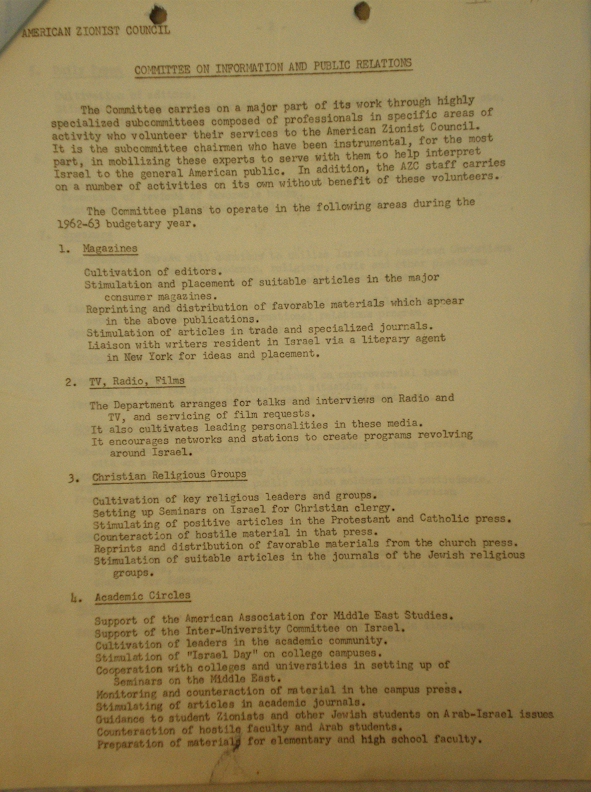 AMERICAN ZIONIST COUNCIL
COMMITTEE ON INFORMATION AND PUBLIC RELATIONS
The Committee carries on a major part of its work through highly
specialized subcommittees composed of professionals in specific areas of
activity who volunteer their services to the American Zionist Council.
It is the subcommittee chairmen who have been instrumental, for the most
part, in mobilizing these experts to serve with them to help interpret
Israel to the general American public. In addition, the AZC staff carries
on a number of activities on its own without benefit of these volunteers.
The Committee plans to operate in the following areas during the
1962-63 budgetary year.
1. Magazines
Cultivation of editors.
Stimulation and placement of suitable articles in the major
consumer magazines.
Reprinting and distribution of favorable materials which appear
in the above publications.
Stimulation of articles in trade and specialized journals.
Liaison with writers resident in Israel via a literary agent
in New York for ideas and placement.
2. TV, Radio, Films
The Department arranges for talks and interviews on Radio and
TV, and servicing of film requests.
It also cultivates leading personalities in these media.
It encourages networks and stations to create programs revolving
around Israel.
3. Christian Religious Groups
Cultivation of key religious leaders and groups.
Setting up Seminars on Israel for Christian clergy.
Stimulating of positive articles in the Protestant and Catholic press.
Counteraction of hostile material in that press.
Reprints and distribution of favorable materials from the church press.
Stimulation of suitable articles in the journals of the Jewish religious
groups.
4. Academic Circles
Support of the American Association for Middle East Studies.
Support of the Inter-University Committee on Israel.
Cultivation of leaders in the academic community.
Stimulation of "Israel Day" on college campuses.
Cooperation with colleges and universities in setting up of
Seminars on the Middle East.
Monitoring and counteraction of material in the campus press.
Stimulating of articles in academic journals.
Guidance to student Zionists and other Jewish students on Arab-Israel issues
Counteraction of hostile faculty and Arab students.
Preparation of materials for elementary and high school faculty.